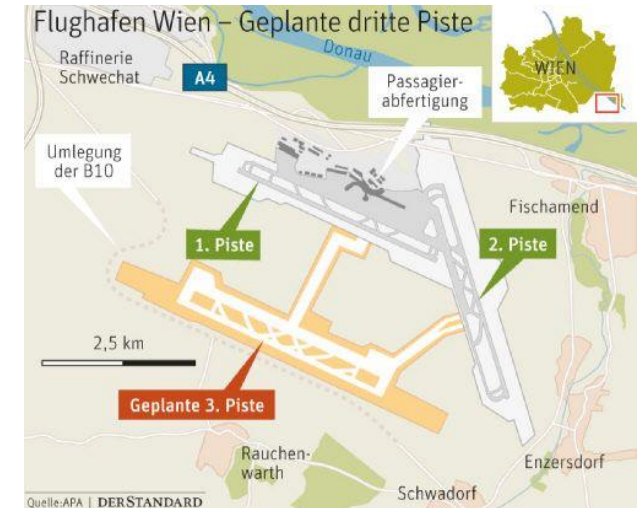 Flughafen Wien – Geplante dritte Piste
Raffinerie
Schwechat
A4
Donau
WIEN
Passagier-
abfertigung
Umlegung
der B10
Fischamend
1. Piste
2. Piste
2,5 km
Geplante 3. Piste
Rauchen-
warth
Enzersdorf
Schwadorf
Quelle:APA | DERSTANDARD